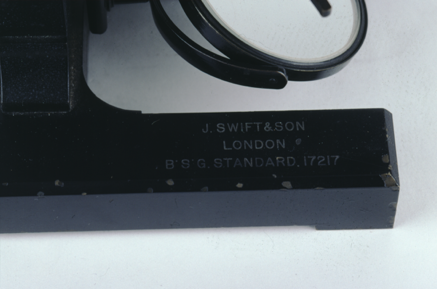 J. SWIFT & SON
LONDON
B.S.G. STANDARD, 17217